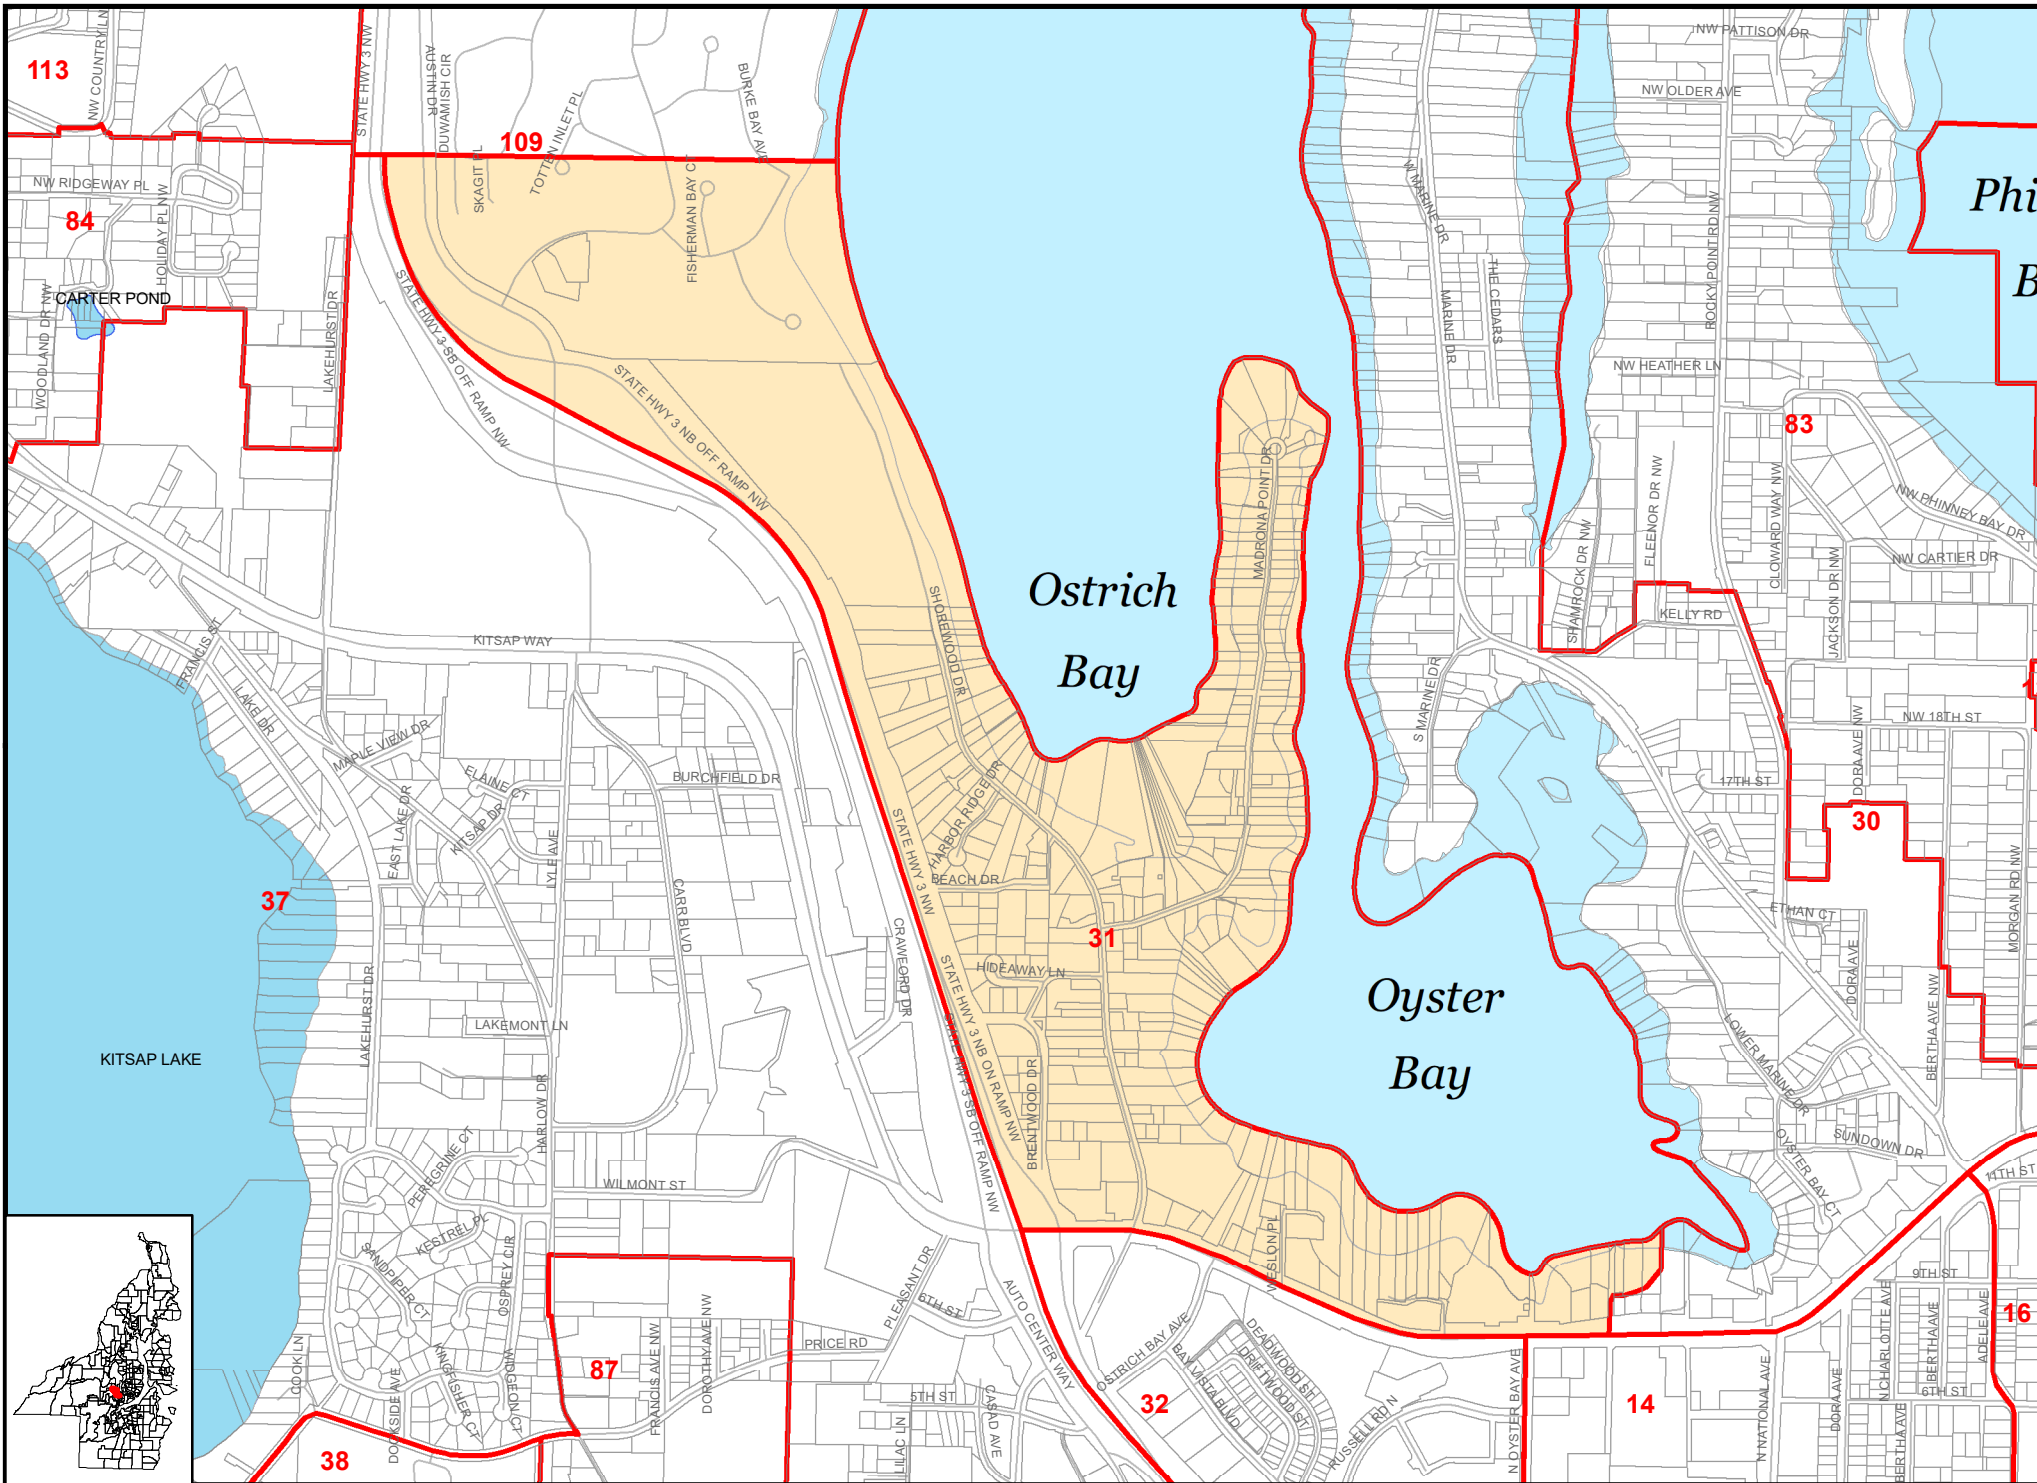 113
NW COUNTRY LN
STATE HWY 3 NW
AUSTIN DR
DUWAMISH CIR
BURKE BAY AVE
TOTTEN INLET PL
109
SKAGIT PL
FISHERMAN BAY CT
NW RIDGEWAY PL
84
HOLIDAY PL NW
CARTER POND
WOODLAND DR NW
LAKEHURST DR
STATE HWY 3 SB OFF RAMP NW
STATE HWY 3 NB OFF RAMP NW
NW PATTISON DR
NW OLDER AVE
W MARINE DR
ROCKY POINT RD NW
THE CEDARS
MARINE DR
NW HEATHER LN
Phi
B
83
CLOWARD WAY NW
FLEENOR DR NW
SHAMROCK DR NW
NW PHINNEY BAY DR
NW CARTIER DR
JACKSON DR NW
KELLY RD
MADRONA POINT DR
Ostrich
Bay
SHOREWOOD DR
KITSAP WAY
FRANCIS ST
LAKE DR
MAPLE VIEW DR
ELAINE CT
KITSAP DR
EAST LAKE DR
LYLE AVE
BURCHFIELD DR
CARR BLVD
S MARINE DR
NW 18TH ST
DORA AVE NW
17TH ST
30
HARBOR RIDGE DR
BEACH DR
STATE HWY 3 NW
31
HIDEAWAY LN
37
KITSAP LAKE
LAKEHURST DR
LAKEMONT LN
HARLOW DR
CRAWFORD DR
STATE HWY 3 NB ON RAMP NW
STATE HWY 3 SB OFF RAMP NW
BRENTWOOD DR
Oyster
Bay
ETHAN CT
DORA AVE
MORGAN RD NW
BERTHA AVE NW
LOWER MARINE DR
SUNDOWN DR
OYSTER BAY CT
11TH ST
PEREGRINE CT
KESTREL PL
SANDPIPER CT
OSPREY CIR
WILMONT ST
WESLON PL
9TH ST
16
N CHARLOTTE AVE
BERTHA AVE
ADELE AVE
6TH ST
PLEASANT DR
6TH ST
AUTO CENTER WAY
PRICE RD
87
FRANCIS AVE NW
DOROTHY AVE NW
COOK LN
DOCKSIDE AVE
KINGFISHER CT
WIDGEON CT
38
5TH ST
CASAD AVE
LILAC LN
OSTRICH BAY AVE
BAY VISTA BLVD
DEADWOOD ST
DRIFTWOOD ST
32
RUSSELL RD N
N OYSTER BAY AVE
14
N NATIONAL AVE
DORA AVE
BERTHA AVE